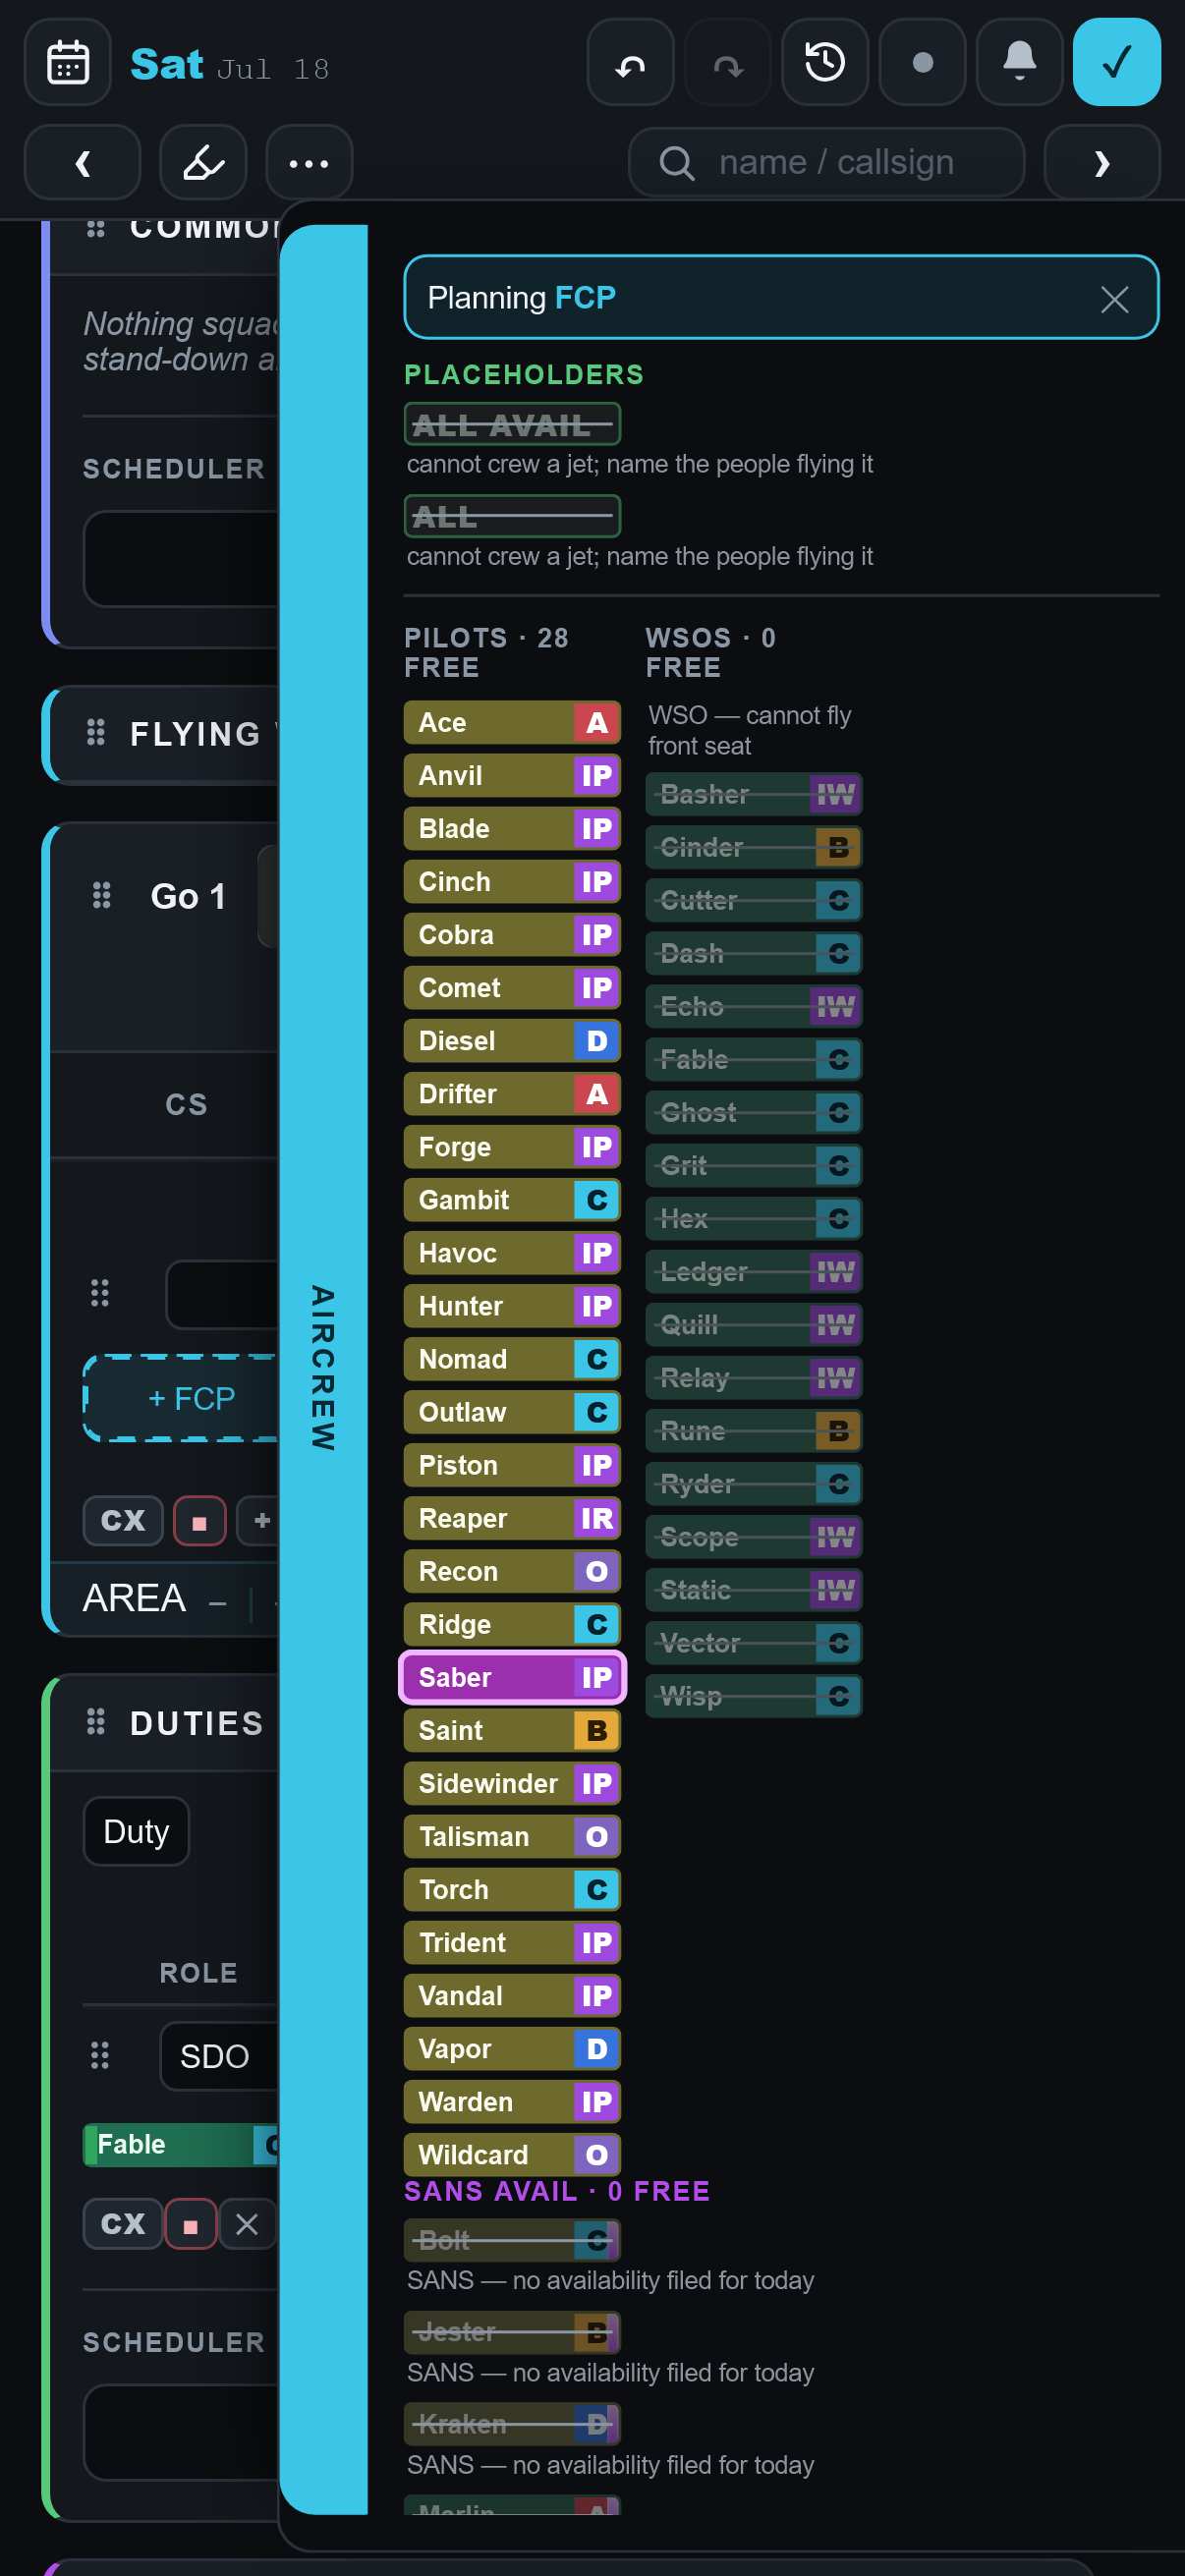 Sat Jul 18
name / callsign
COMMO
Nothing squa
stand-down a
SCHEDULER
FLYING
Go 1
CS
+ FCP
CX
+
AREA – | 
DUTIES
Duty
ROLE
SDO
Fable
CX
SCHEDULER
AIRCREW
Planning FCP
PLACEHOLDERS
ALL AVAIL
cannot crew a jet; name the people flying it
ALL
cannot crew a jet; name the people flying it
PILOTS · 28
FREE
Ace A
Anvil IP
Blade IP
Cinch IP
Cobra IP
Comet IP
Diesel D
Drifter A
Forge IP
Gambit C
Havoc IP
Hunter IP
Nomad C
Outlaw C
Piston IP
Reaper IR
Recon O
Ridge C
Saber IP
Saint B
Sidewinder IP
Talisman O
Torch C
Trident IP
Vandal IP
Vapor D
Warden IP
Wildcard O
WSOS · 0
FREE
WSO — cannot fly
front seat
Basher IW
Cinder B
Cutter C
Dash C
Echo IW
Fable C
Ghost C
Grit C
Hex C
Ledger IW
Quill IW
Relay IW
Rune B
Ryder C
Scope IW
Static IW
Vector C
Wisp C
SANS AVAIL · 0 FREE
Bolt C
SANS — no availability filed for today
Jester B
SANS — no availability filed for today
Kraken D
SANS — no availability filed for today
Marlin A